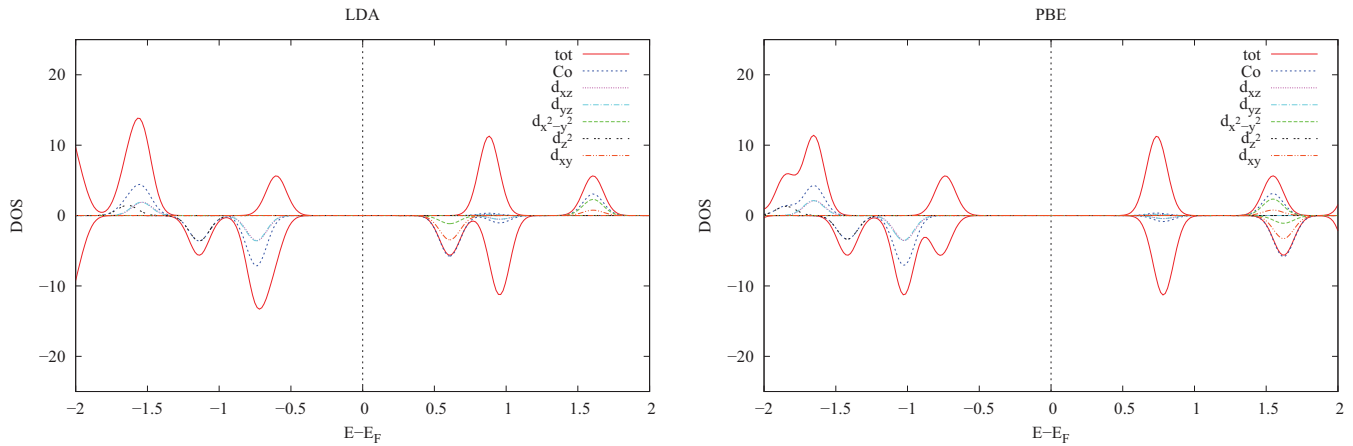 LDA
DOS
20
10
0
−10
−20
−2
−1.5
−1
−0.5
0
0.5
1
1.5
2
E−E_F
tot
Co
d_xz
d_yz
d_x²−y²
d_z²
d_xy
PBE
DOS
20
10
0
−10
−20
−2
−1.5
−1
−0.5
0
0.5
1
1.5
2
E−E_F
tot
Co
d_xz
d_yz
d_x²−y²
d_z²
d_xy